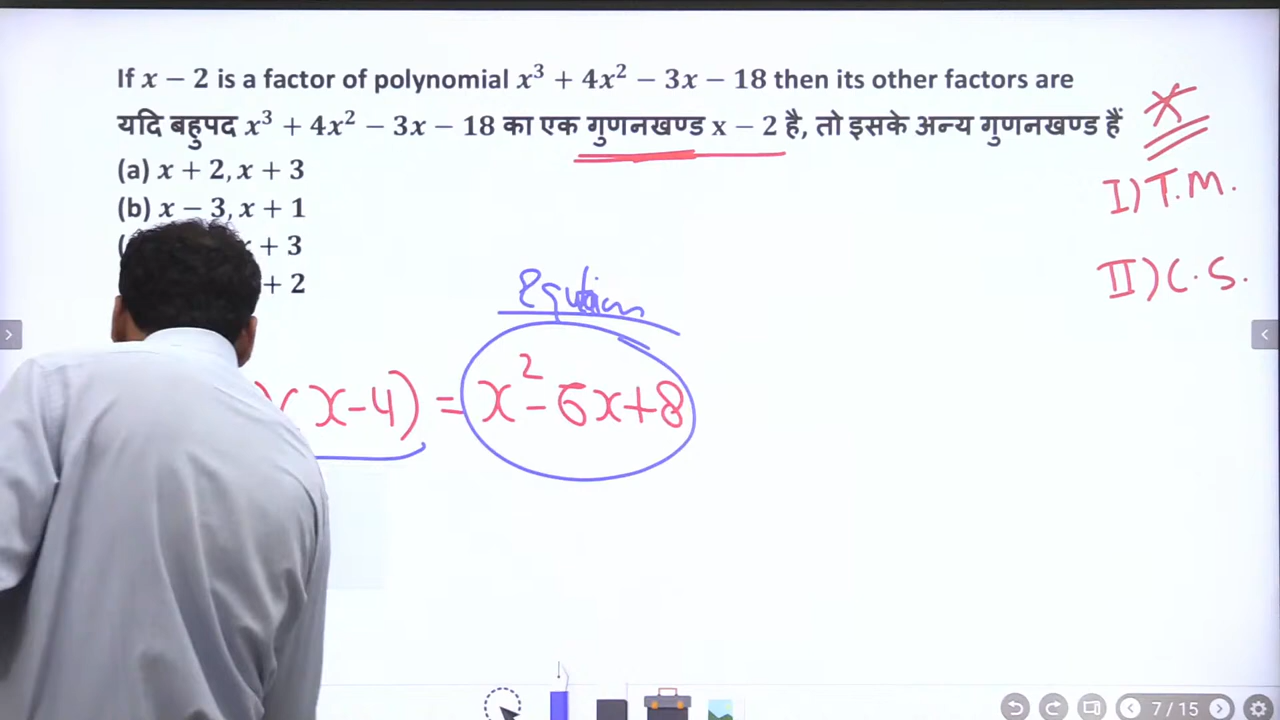 If x − 2 is a factor of polynomial x³ + 4x² − 3x − 18 then its other factors are
यदि बहुपद x³ + 4x² − 3x − 18 का एक गुणनखण्ड x − 2 है, तो इसके अन्य गुणनखण्ड हैं
(a) x + 2, x + 3
(b) x − 3, x + 1
+ 3
+ 2
I) T.M.
II) C.S.
(x-4) = x²-6x+8
7 / 15